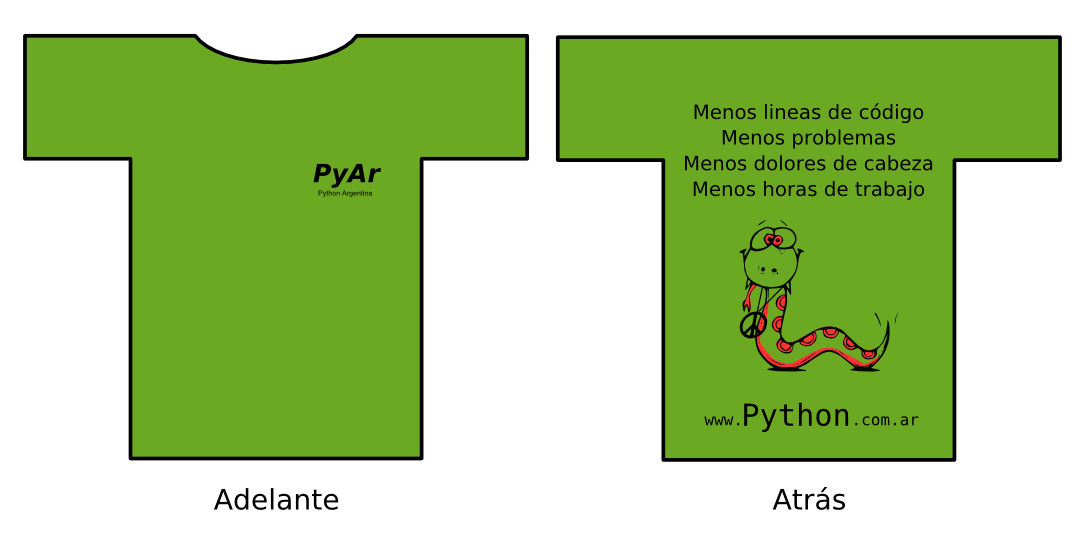 PyAr
Python Argentina
Adelante
Menos lineas de código
Menos problemas
Menos dolores de cabeza
Menos horas de trabajo
www.Python.com.ar
Atrás